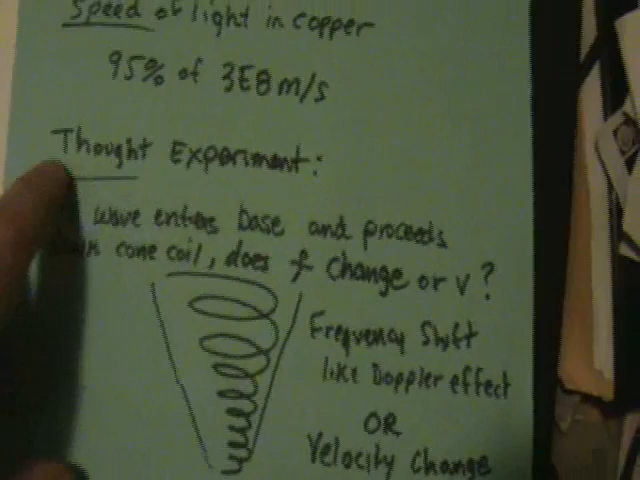 Speed of light in copper
95% of 3E8 m/s
Thought Experiment:
wave enters base and proceeds
cone coil, does f change or v?
Frequency Shift
like Doppler effect
OR
Velocity Change